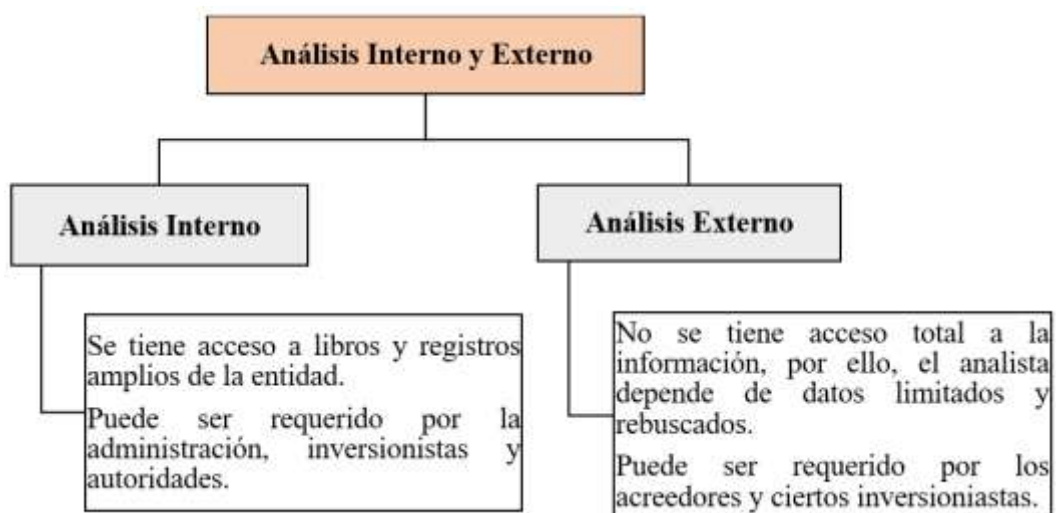 Análisis Interno y Externo
Análisis Interno
Análisis Externo
Se tiene acceso a libros y registros
amplios de la entidad.
Puede ser requerido por la
administración, inversionistas y
autoridades.
No se tiene acceso total a la
información, por ello, el analista
depende de datos limitados y
rebuscados.
Puede ser requerido por los
acreedores y ciertos inversioniastas.